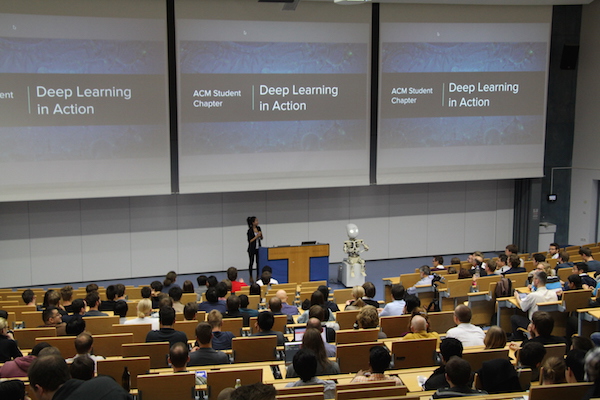 ent
Deep Learning
in Action
ACM Student
Chapter
Deep Learning
in Action
ACM Student
Chapter
Deep Learning
in Action